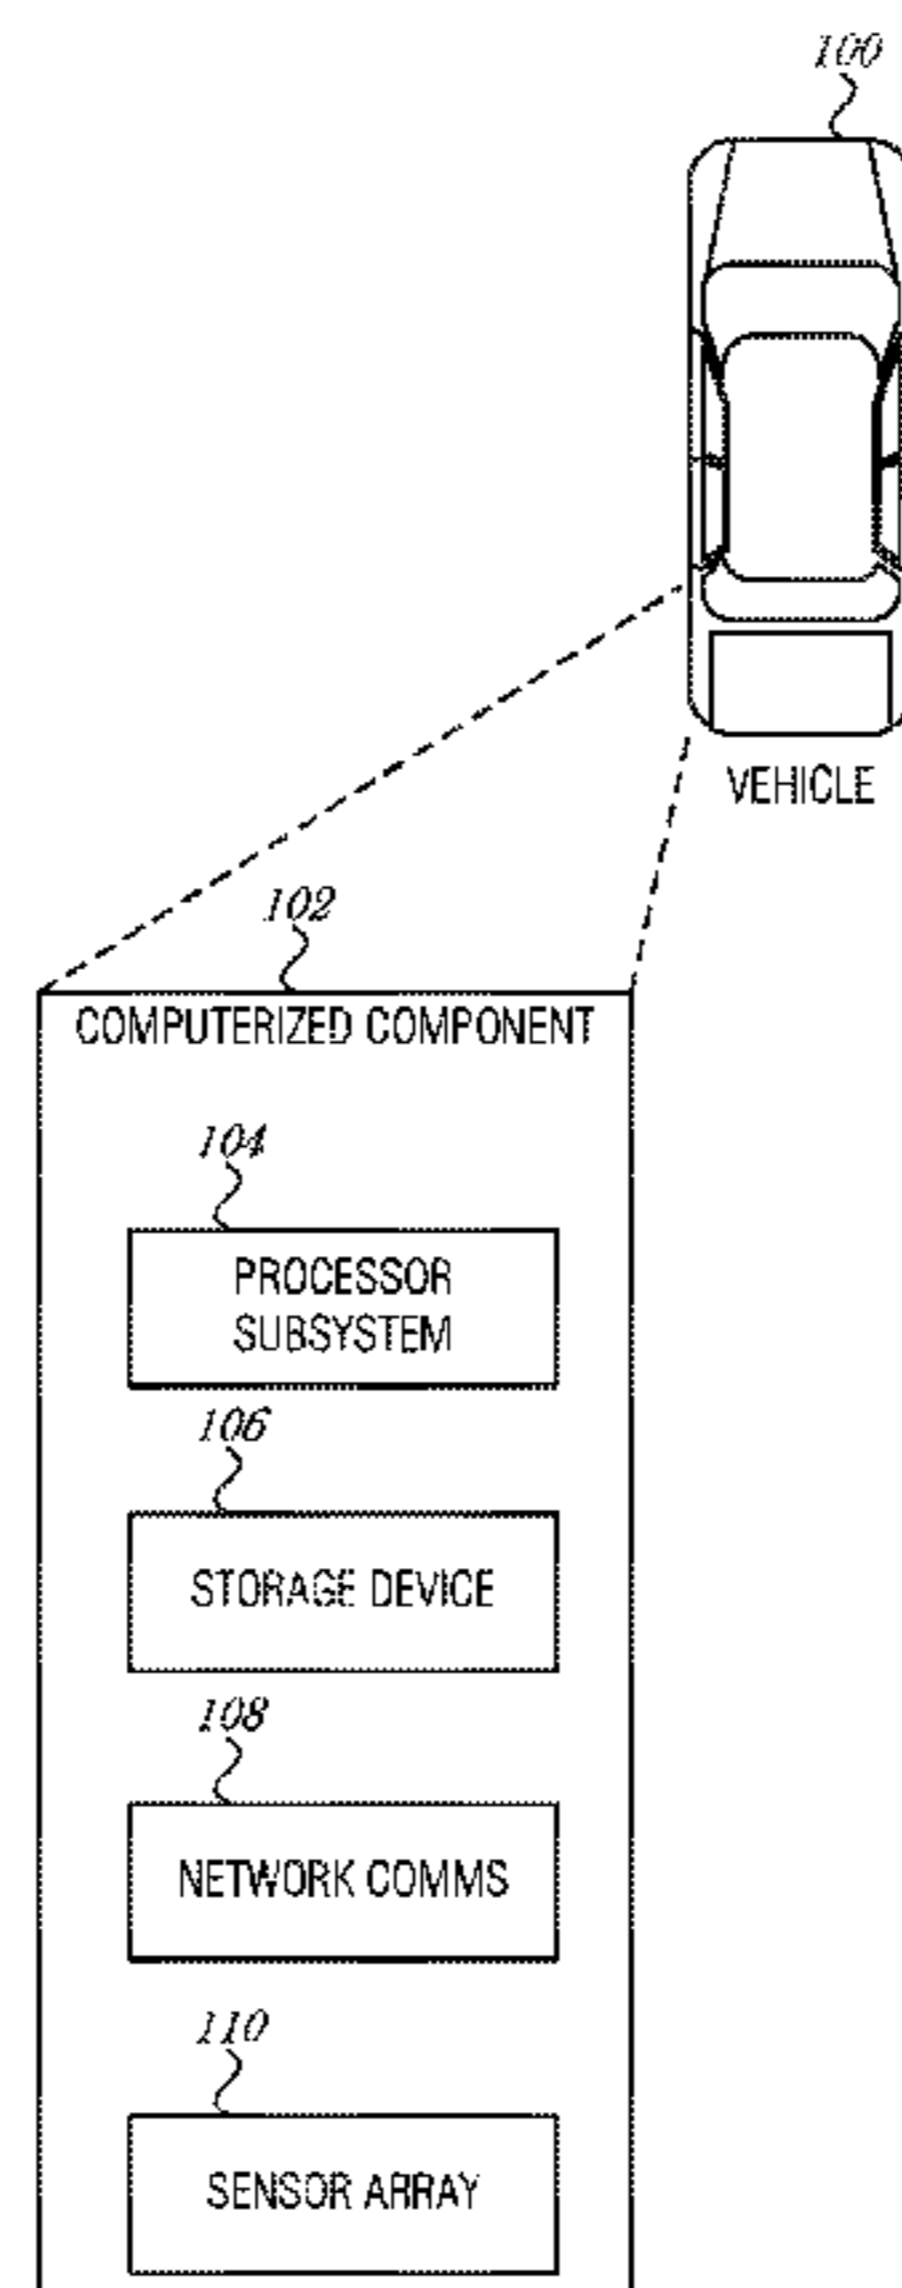 100
VEHICLE
102
COMPUTERIZED COMPONENT
104
PROCESSOR
SUBSYSTEM
106
STORAGE DEVICE
108
NETWORK COMMS
110
SENSOR ARRAY